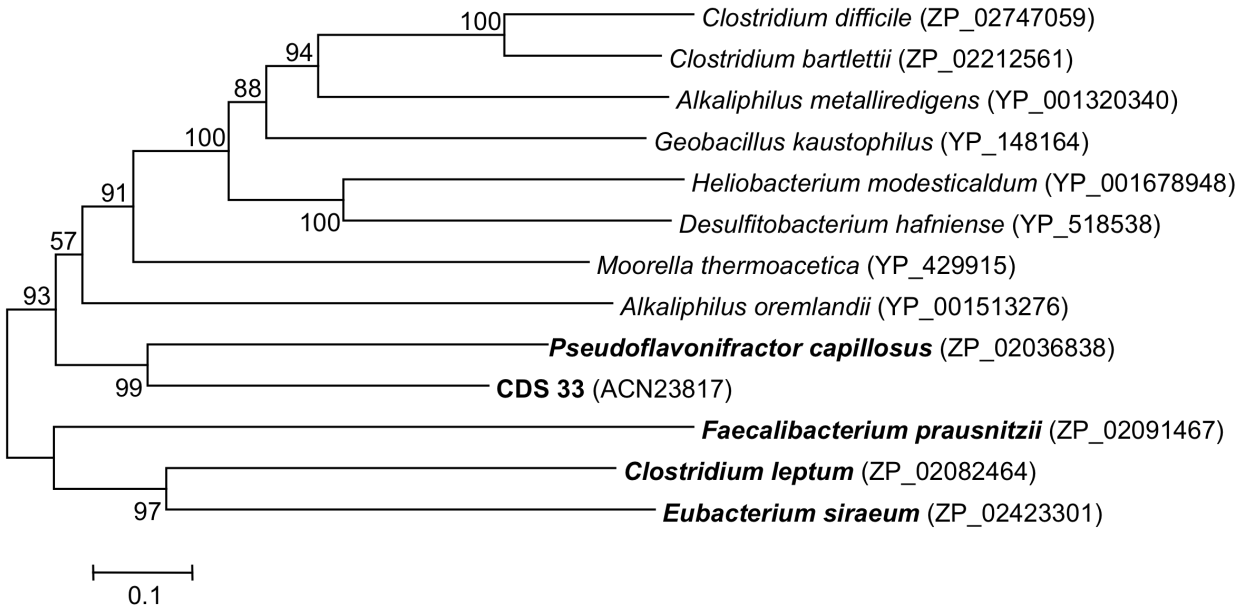 100
Clostridium difficile (ZP_02747059)
94
Clostridium bartlettii (ZP_02212561)
88
Alkaliphilus metalliredigens (YP_001320340)
100
Geobacillus kaustophilus (YP_148164)
91
Heliobacterium modesticaldum (YP_001678948)
100
Desulfitobacterium hafniense (YP_518538)
57
Moorella thermoacetica (YP_429915)
93
Alkaliphilus oremlandii (YP_001513276)
Pseudoflavonifractor capillosus (ZP_02036838)
99
CDS 33 (ACN23817)
Faecalibacterium prausnitzii (ZP_02091467)
Clostridium leptum (ZP_02082464)
97
Eubacterium siraeum (ZP_02423301)
0.1